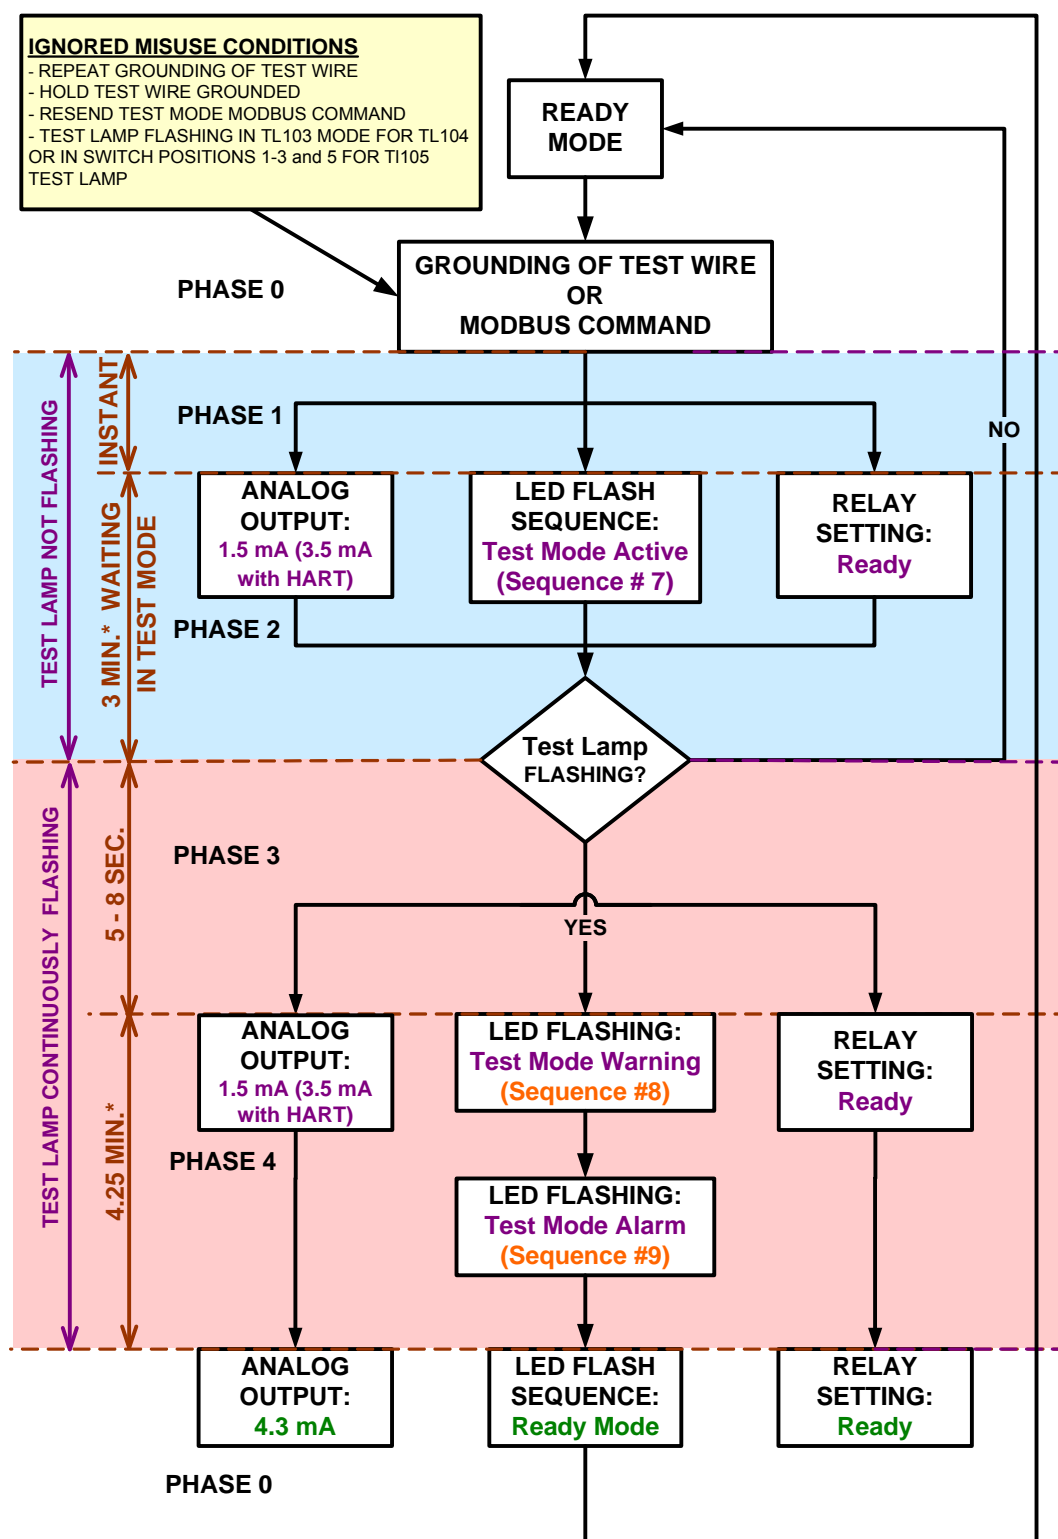 IGNORED MISUSE CONDITIONS
- REPEAT GROUNDING OF TEST WIRE
- HOLD TEST WIRE GROUNDED
- RESEND TEST MODE MODBUS COMMAND
- TEST LAMP FLASHING IN TL103 MODE FOR TL104
OR IN SWITCH POSITIONS 1-3 and 5 FOR Tl105
TEST LAMP
READY
MODE
PHASE 0
GROUNDING OF TEST WIRE
OR
MODBUS COMMAND
TEST LAMP NOT FLASHING
INSTANT
PHASE 1
NO
3 MIN.* WAITING
IN TEST MODE
ANALOG
OUTPUT:
1.5 mA (3.5 mA
with HART)
LED FLASH
SEQUENCE:
Test Mode Active
(Sequence # 7)
RELAY
SETTING:
Ready
PHASE 2
Test Lamp
FLASHING?
TEST LAMP CONTINUOUSLY FLASHING
5 - 8 SEC.
PHASE 3
YES
4.25 MIN.*
ANALOG
OUTPUT:
1.5 mA (3.5 mA
with HART)
LED FLASHING:
Test Mode Warning
(Sequence #8)
RELAY
SETTING:
Ready
PHASE 4
LED FLASHING:
Test Mode Alarm
(Sequence #9)
ANALOG
OUTPUT:
4.3 mA
LED FLASH
SEQUENCE:
Ready Mode
RELAY
SETTING:
Ready
PHASE 0